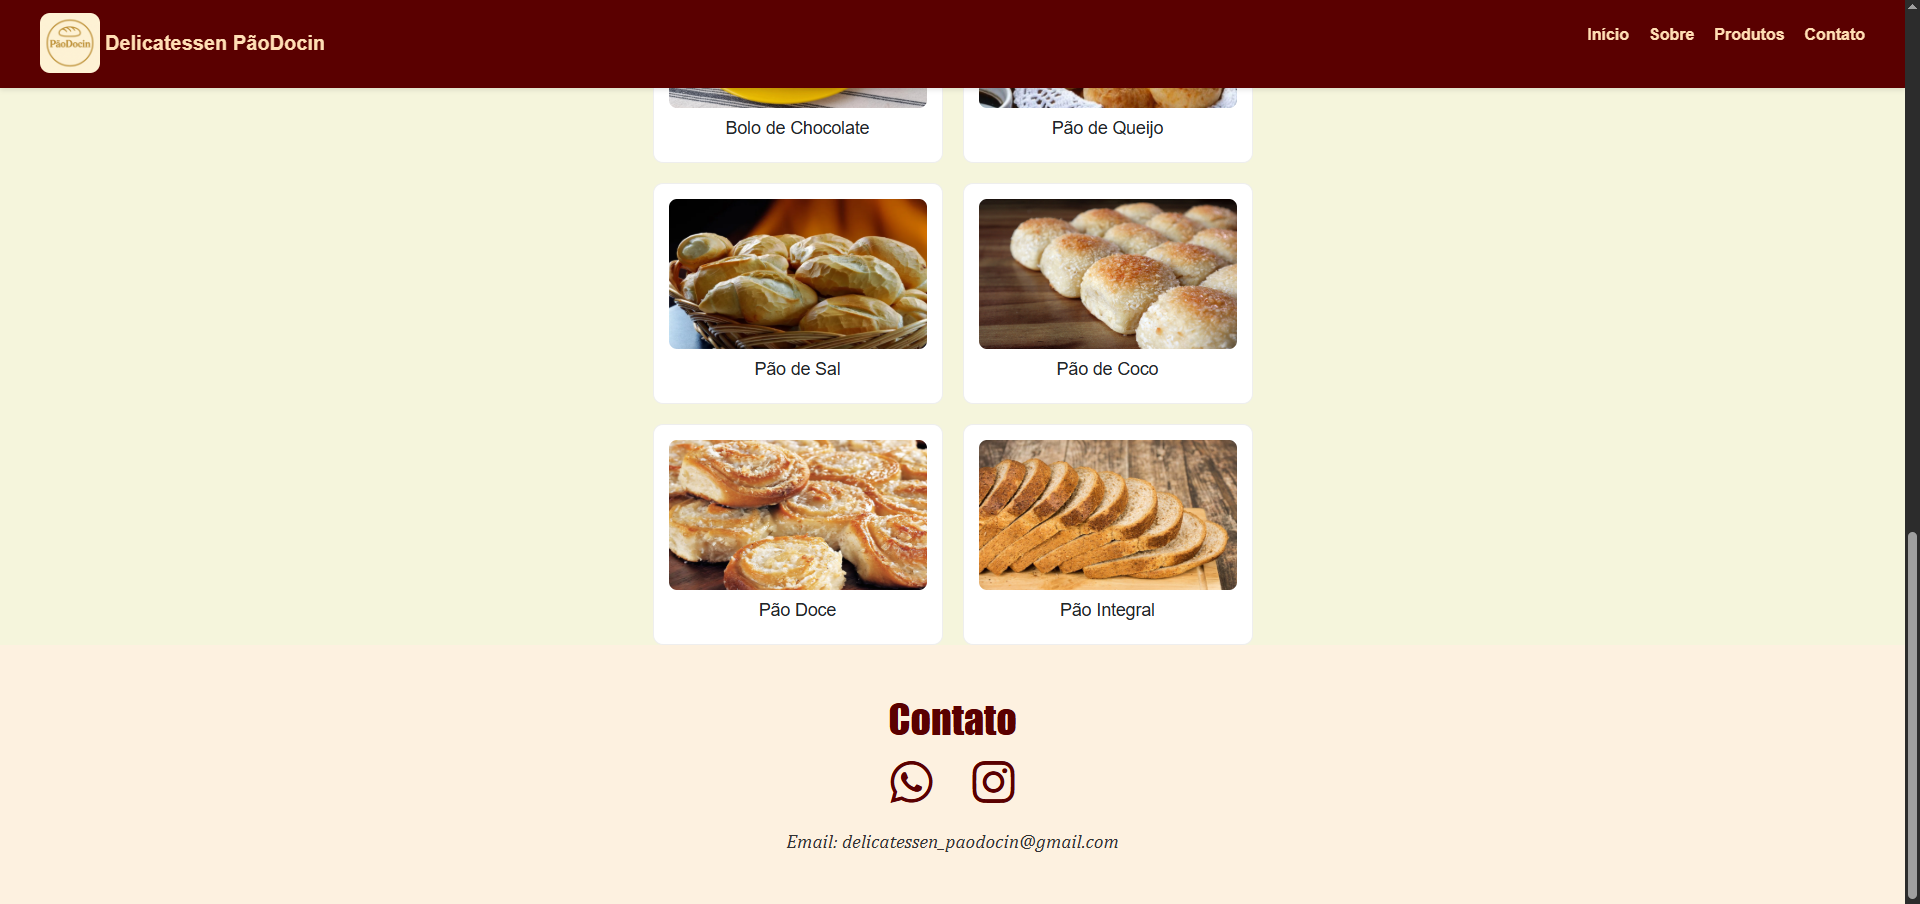 PãoDocin
Delicatessen PãoDocin
Início
Sobre
Produtos
Contato
Bolo de Chocolate
Pão de Queijo
Pão de Sal
Pão de Coco
Pão Doce
Pão Integral
Contato
Email: delicatessen_paodocin@gmail.com